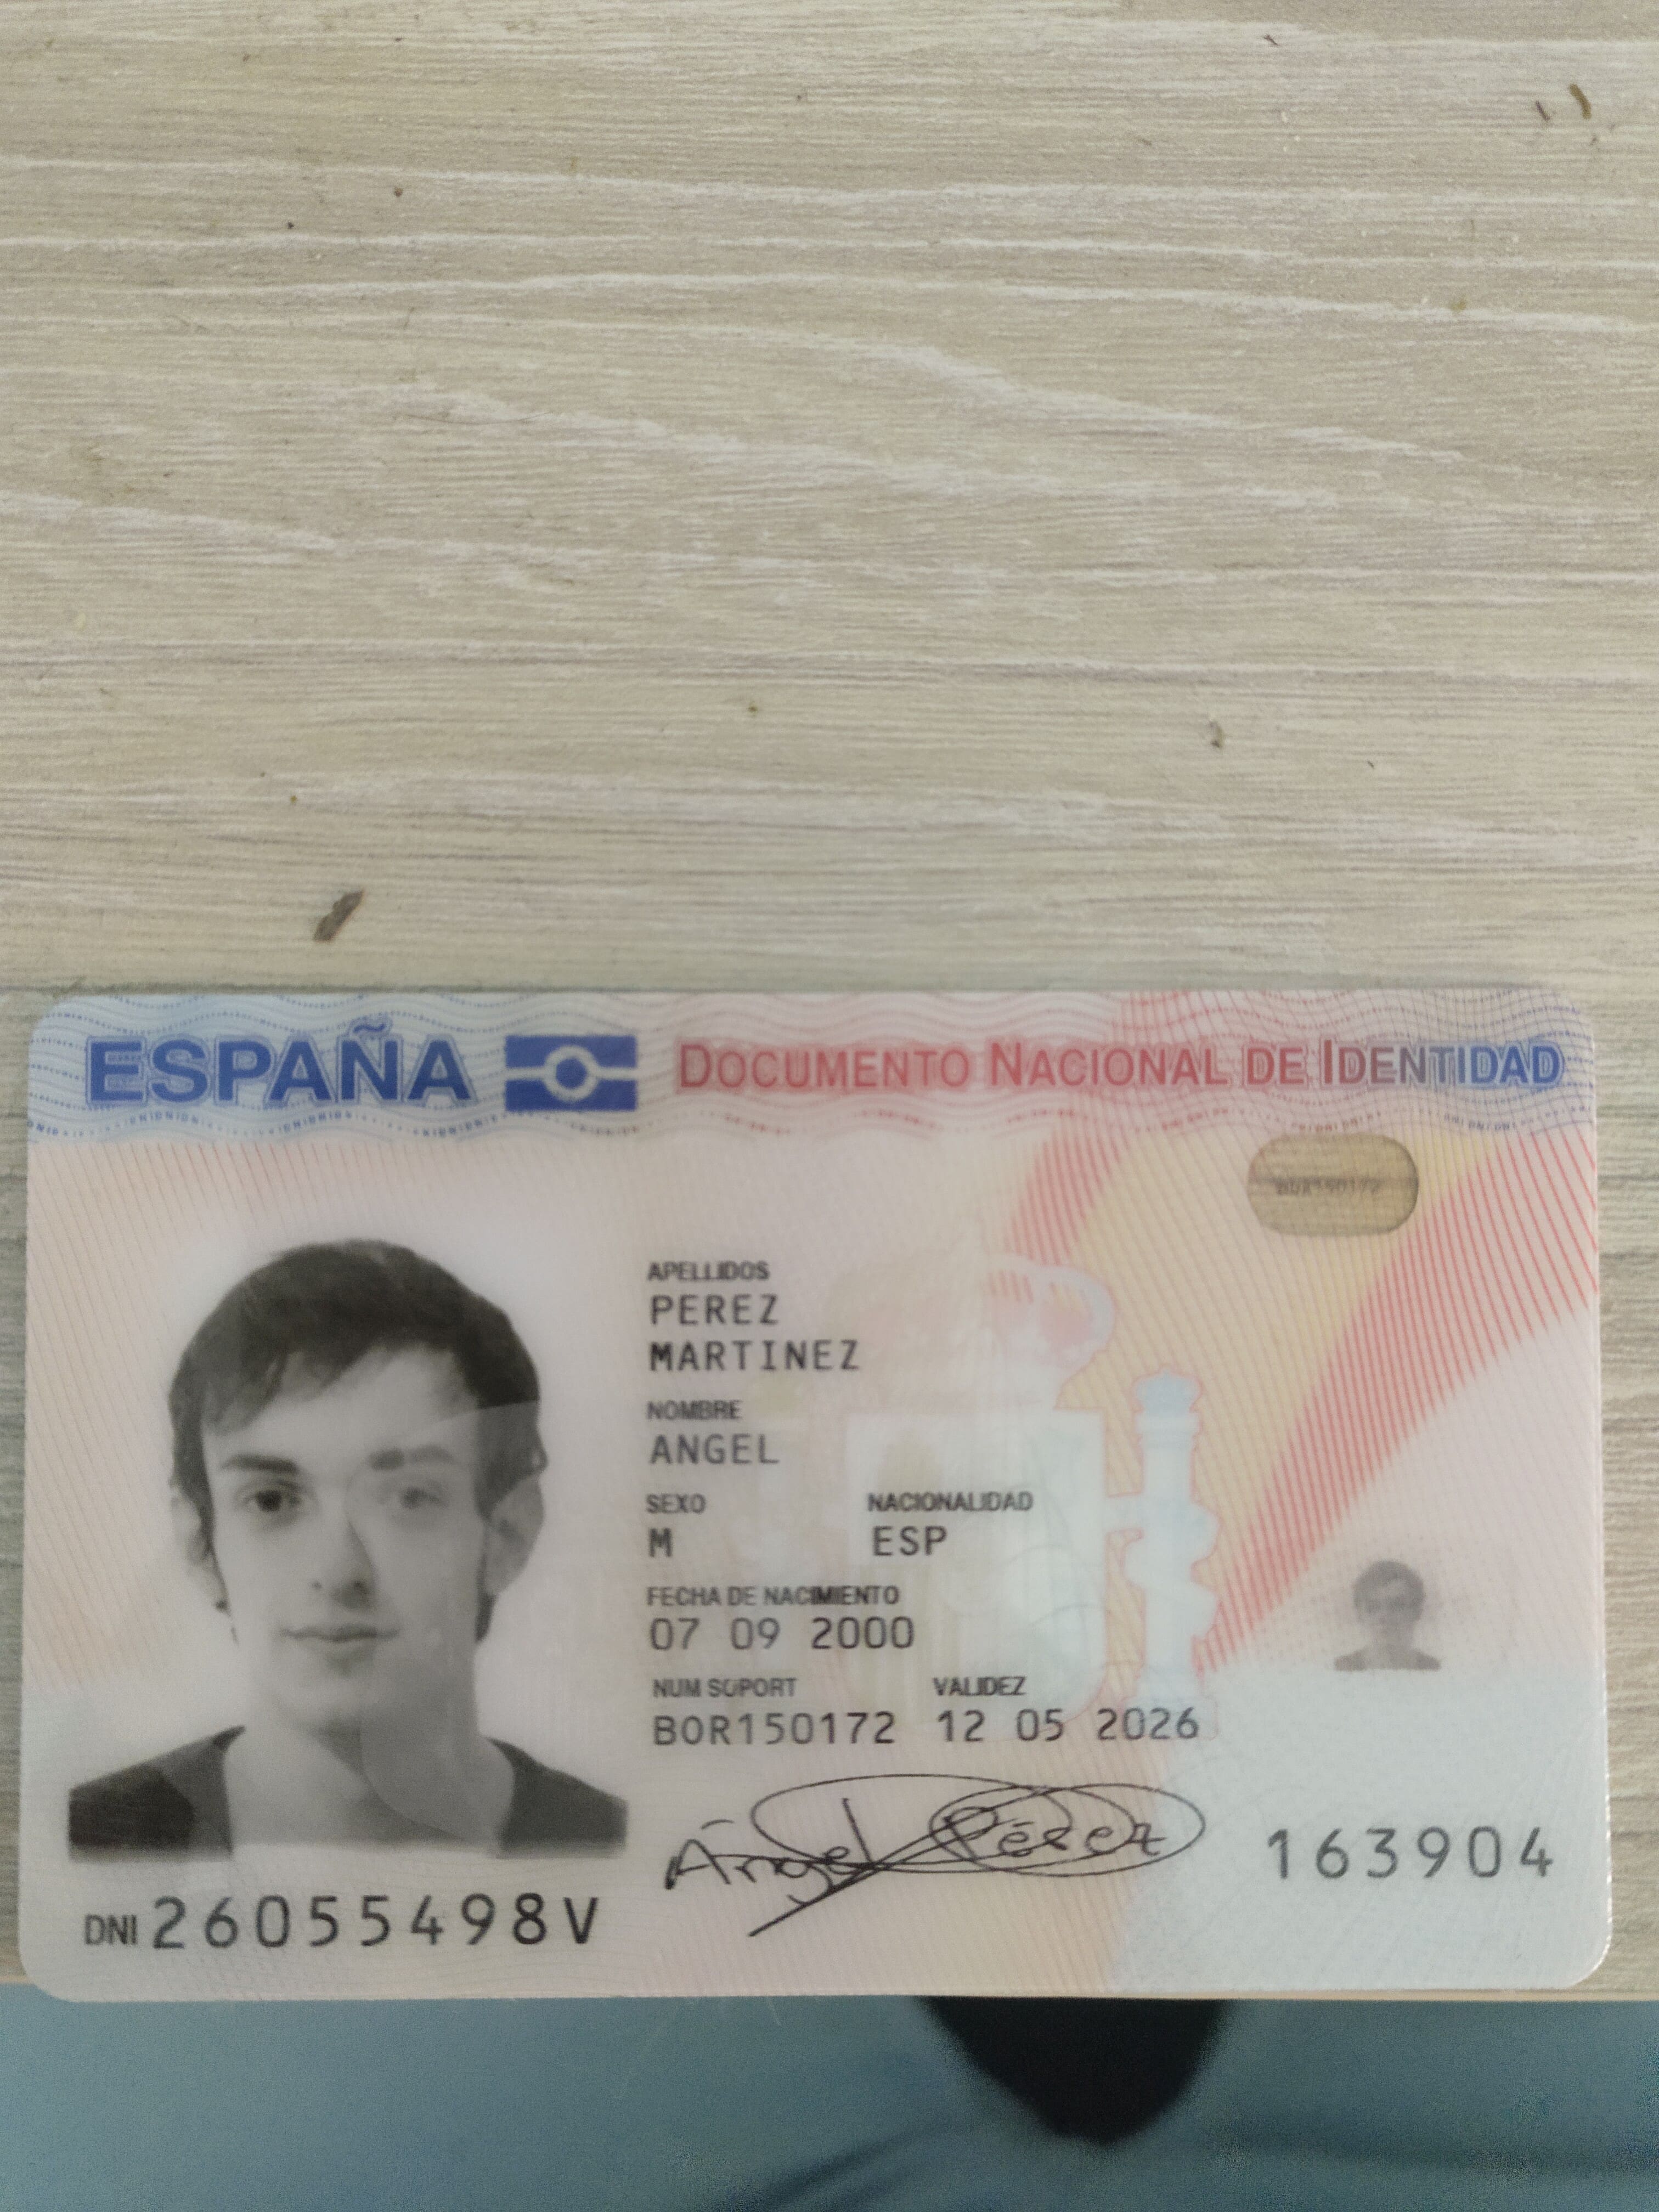 ESPAÑA DOCUMENTO NACIONAL DE IDENTIDAD
BOR150172
APELLIDOS
PEREZ
MARTINEZ
NOMBRE
ANGEL
SEXO NACIONALIDAD
M ESP
FECHA DE NACIMIENTO
07 09 2000
NUM SOPORT VALIDEZ
BOR150172 12 05 2026
Ángel Pérez
163904
DNI 26055498V